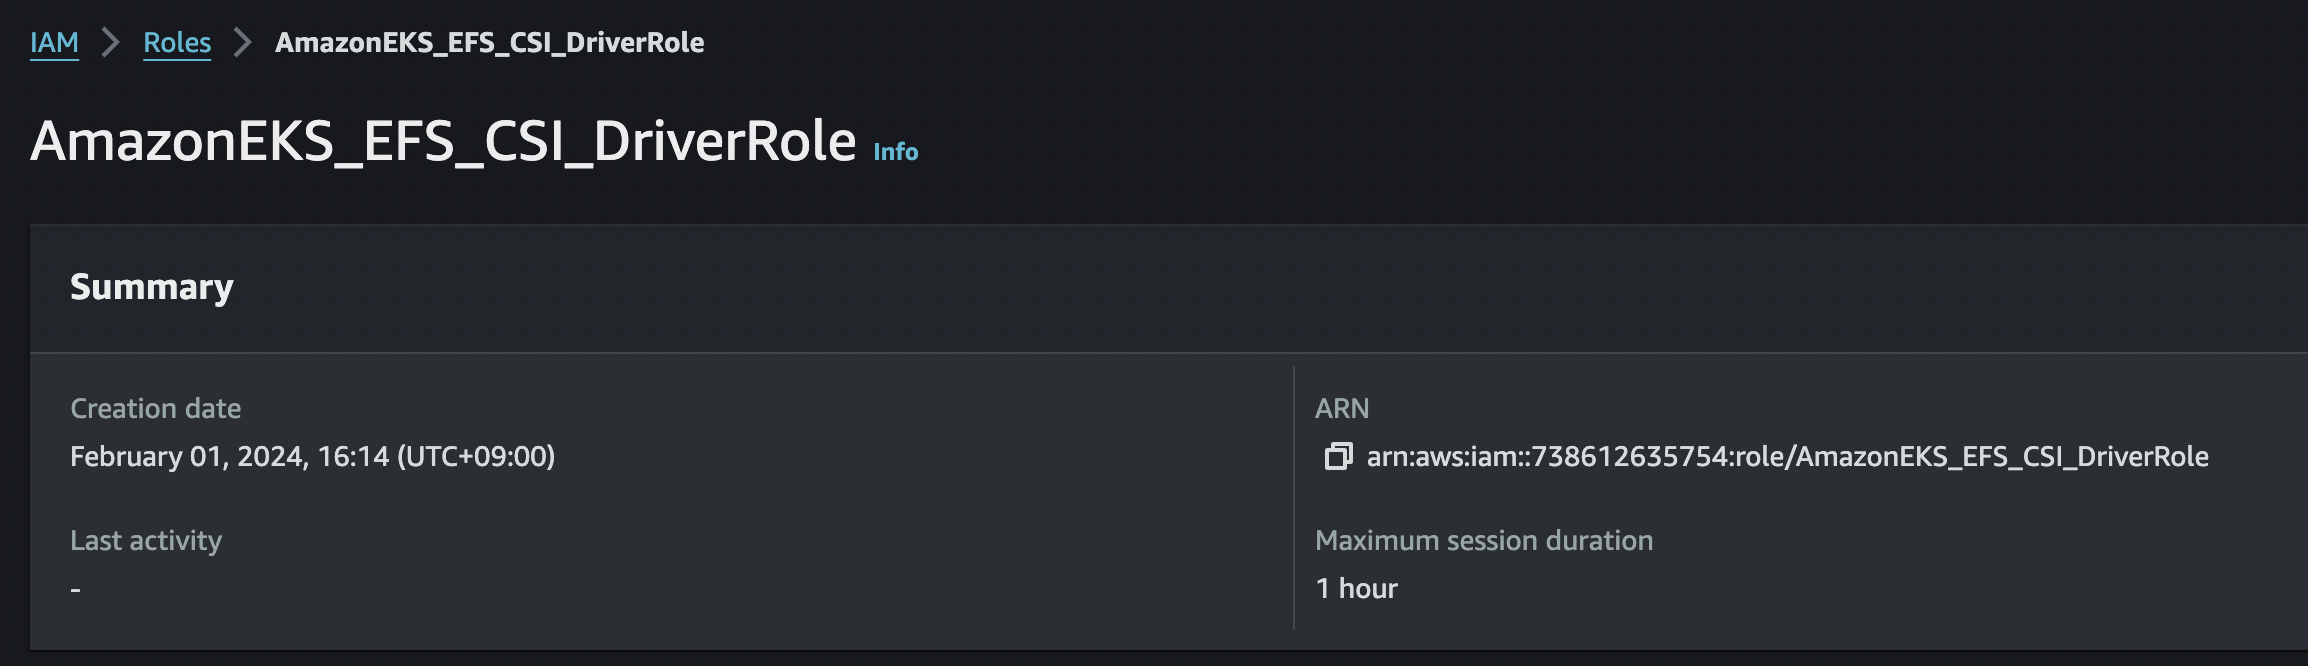 IAM > Roles > AmazonEKS_EFS_CSI_DriverRole
AmazonEKS_EFS_CSI_DriverRole Info
Summary
Creation date
February 01, 2024, 16:14 (UTC+09:00)
ARN
arn:aws:iam::738612635754:role/AmazonEKS_EFS_CSI_DriverRole
Last activity
-
Maximum session duration
1 hour